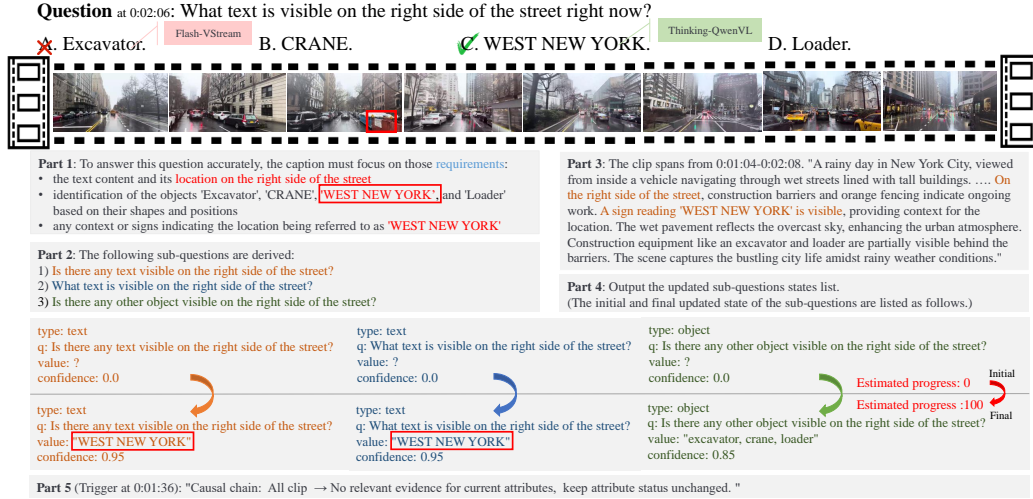 Question at 0:02:06: What text is visible on the right side of the street right now?
Flash-VStream
Thinking-QwenVL
A. Excavator. B. CRANE. C. WEST NEW YORK. D. Loader.
Part 1: To answer this question accurately, the caption must focus on those requirements:
• the text content and its location on the right side of the street
• identification of the objects 'Excavator', 'CRANE', 'WEST NEW YORK', and 'Loader'
based on their shapes and positions
• any context or signs indicating the location being referred to as 'WEST NEW YORK'
Part 2: The following sub-questions are derived:
1) Is there any text visible on the right side of the street?
2) What text is visible on the right side of the street?
3) Is there any other object visible on the right side of the street?
Part 3: The clip spans from 0:01:04-0:02:08. "A rainy day in New York City, viewed
from inside a vehicle navigating through wet streets lined with tall buildings. …. On
the right side of the street, construction barriers and orange fencing indicate ongoing
work. A sign reading 'WEST NEW YORK' is visible, providing context for the
location. The wet pavement reflects the overcast sky, enhancing the urban atmosphere.
Construction equipment like an excavator and loader are partially visible behind the
barriers. The scene captures the bustling city life amidst rainy weather conditions."
Part 4: Output the updated sub-questions states list.
(The initial and final updated state of the sub-questions are listed as follows.)
type: text
q: Is there any text visible on the right side of the street?
value: ?
confidence: 0.0
type: text
q: Is there any text visible on the right side of the street?
value: "WEST NEW YORK"
confidence: 0.95
type: text
q: What text is visible on the right side of the street?
value: ?
confidence: 0.0
type: text
q: What text is visible on the right side of the street?
value: "WEST NEW YORK"
confidence: 0.95
type: object
q: Is there any other object visible on the right side of the street?
value: ?
confidence: 0.0
type: object
q: Is there any other object visible on the right side of the street?
value: "excavator, crane, loader"
confidence: 0.85
Initial
Estimated progress: 0
Estimated progress :100
Final
Part 5 (Trigger at 0:01:36): "Causal chain: All clip → No relevant evidence for current attributes, keep attribute status unchanged. "